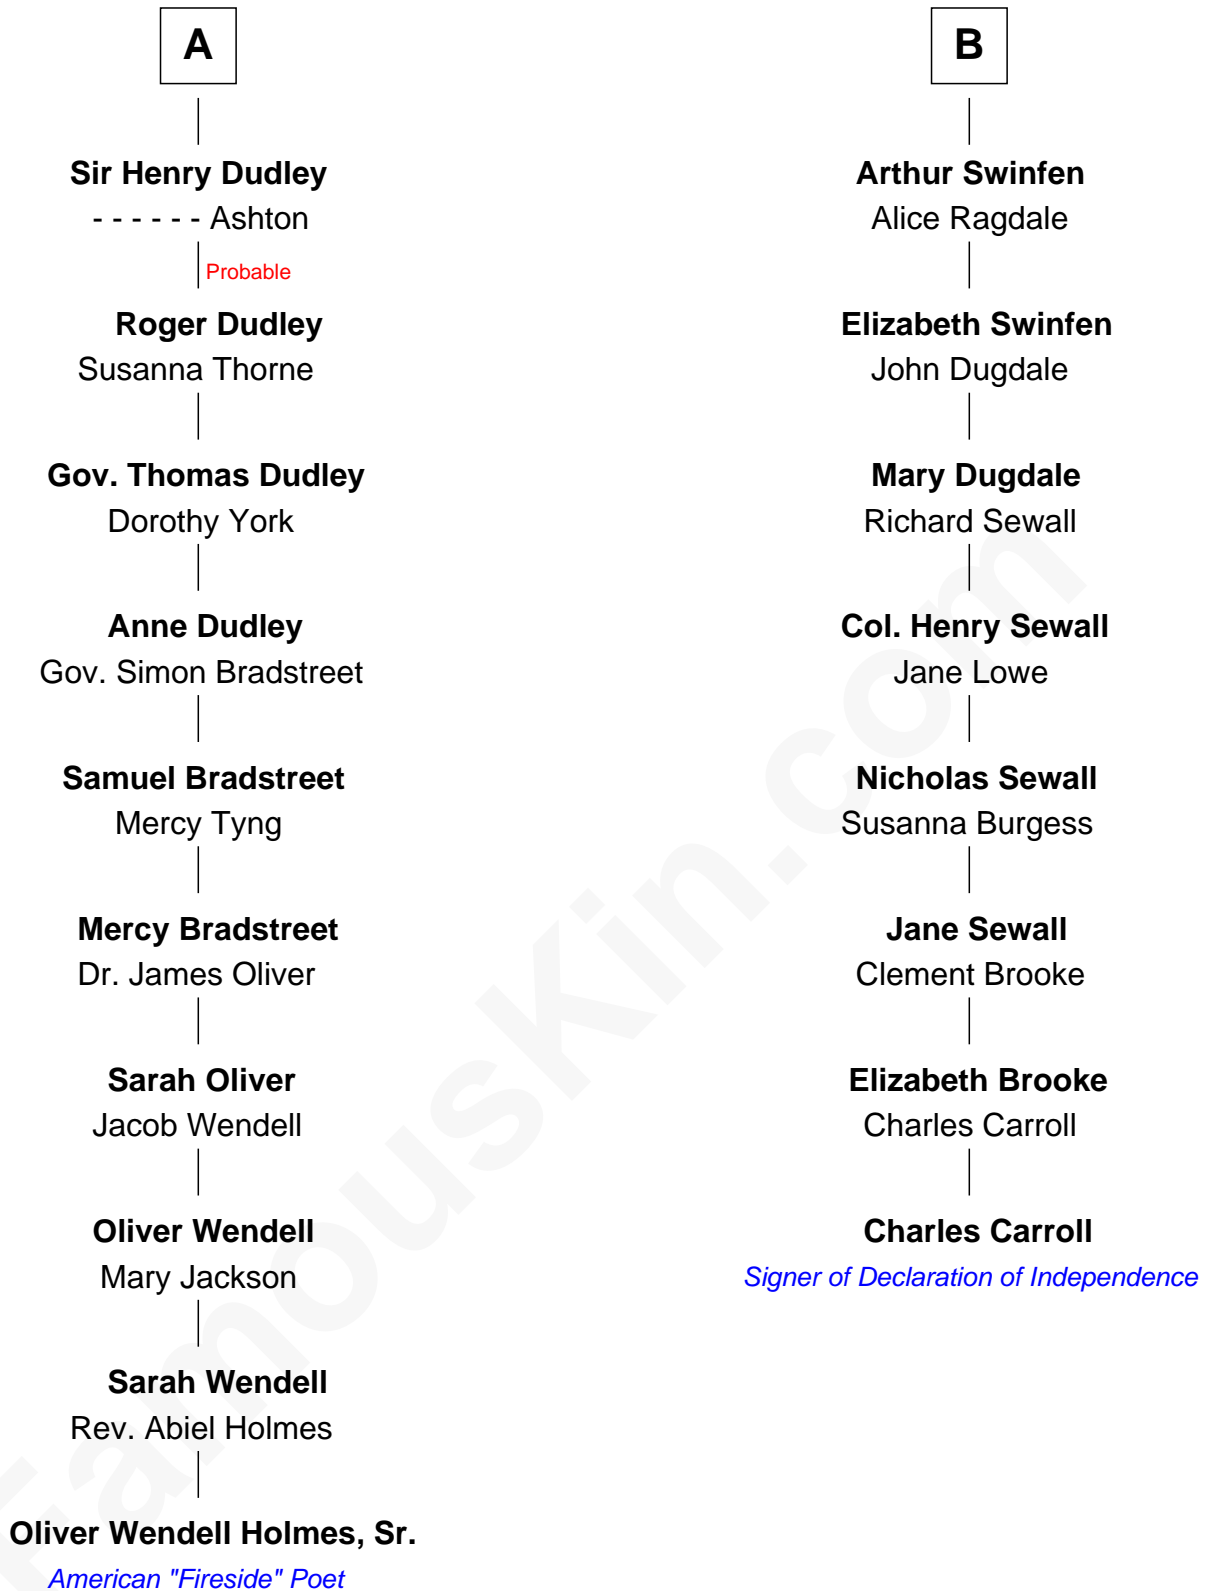 A
Sir Henry Dudley
- - - - - - Ashton
Probable
Roger Dudley
Susanna Thorne
Gov. Thomas Dudley
Dorothy York
Anne Dudley
Gov. Simon Bradstreet
Samuel Bradstreet
Mercy Tyng
Mercy Bradstreet
Dr. James Oliver
Sarah Oliver
Jacob Wendell
Oliver Wendell
Mary Jackson
Sarah Wendell
Rev. Abiel Holmes
Oliver Wendell Holmes, Sr.
American "Fireside" Poet
B
Arthur Swinfen
Alice Ragdale
Elizabeth Swinfen
John Dugdale
Mary Dugdale
Richard Sewall
Col. Henry Sewall
Jane Lowe
Nicholas Sewall
Susanna Burgess
Jane Sewall
Clement Brooke
Elizabeth Brooke
Charles Carroll
Charles Carroll
Signer of Declaration of Independence
FamousKin.com